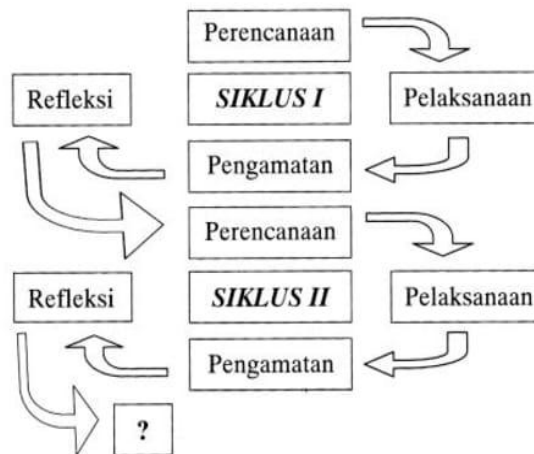 Perencanaan
Refleksi
SIKLUS I
Pelaksanaan
Pengamatan
Perencanaan
Refleksi
SIKLUS II
Pelaksanaan
Pengamatan
?